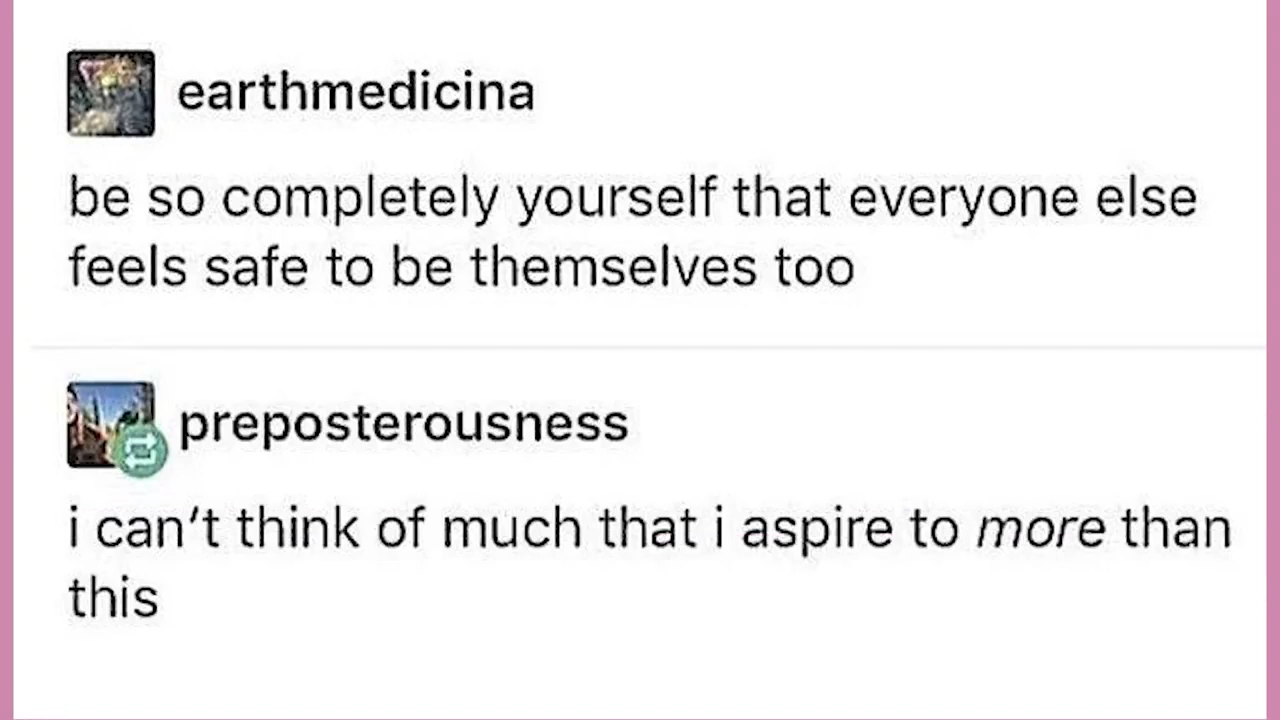 earthmedicina
be so completely yourself that everyone else
feels safe to be themselves too
preposterousness
i can't think of much that i aspire to more than
this